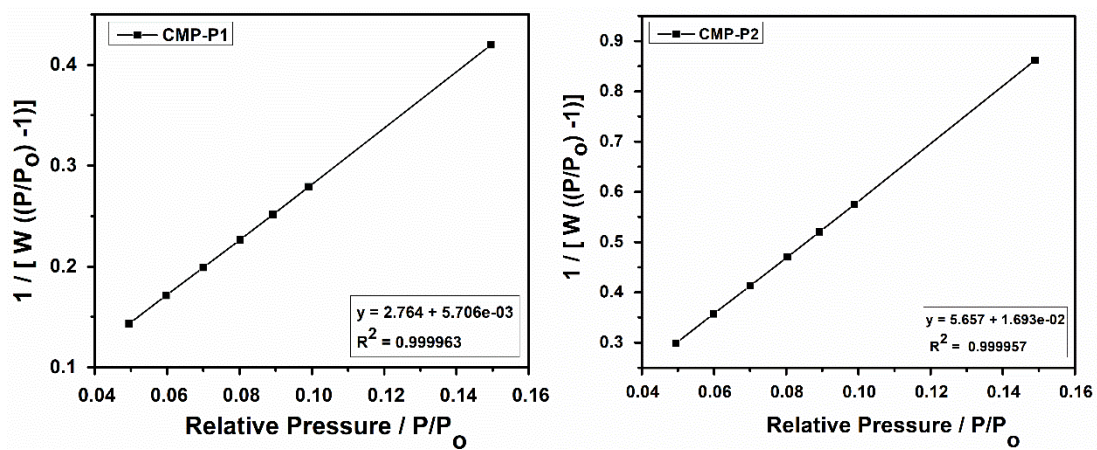 CMP-P1
0.4
0.3
0.2
0.1
1 / [ W ((P/Po) -1)]
y = 2.764 + 5.706e-03
R2 = 0.999963
0.04 0.06 0.08 0.10 0.12 0.14 0.16
Relative Pressure / P/Po
CMP-P2
0.9
0.8
0.7
0.6
0.5
0.4
0.3
1 / [ W ((P/Po) -1)]
y = 5.657 + 1.693e-02
R2 = 0.999957
0.04 0.06 0.08 0.10 0.12 0.14 0.16
Relative Pressure / P/Po